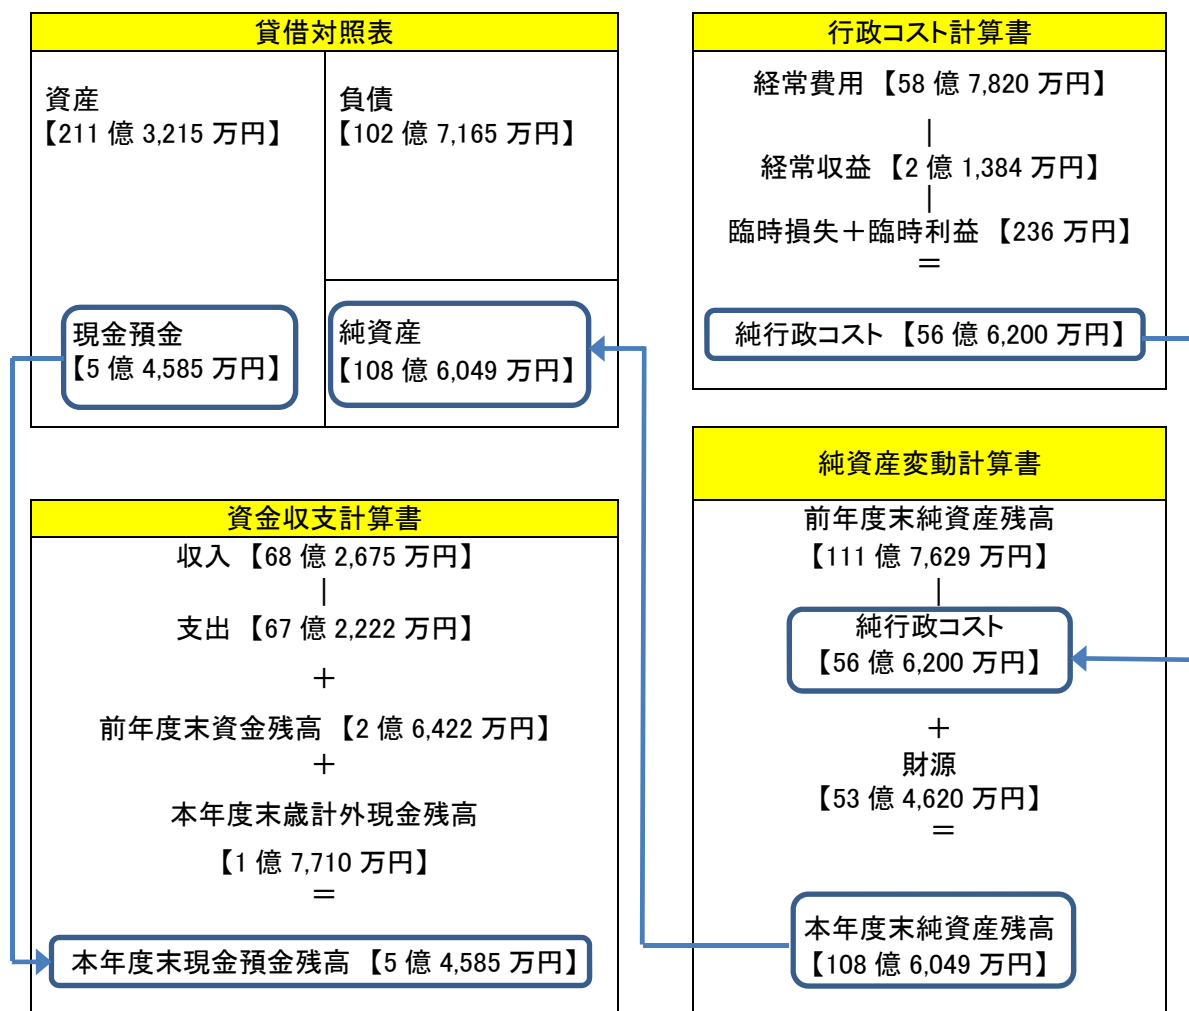 貸借対照表
資産
【211 億 3,215 万円】
負債
【102 億 7,165 万円】
現金預金
【5 億 4,585 万円】
純資産
【108 億 6,049 万円】
行政コスト計算書
経常費用 【58 億 7,820 万円】
|
経常収益 【2 億 1,384 万円】
|
臨時損失+臨時利益 【236 万円】
=
純行政コスト 【56 億 6,200 万円】
資金収支計算書
収入 【68 億 2,675 万円】
|
支出 【67 億 2,222 万円】
+
前年度末資金残高 【2 億 6,422 万円】
+
本年度末歳計外現金残高
【1 億 7,710 万円】
=
本年度末現金預金残高 【5 億 4,585 万円】
純資産変動計算書
前年度末純資産残高
【111 億 7,629 万円】
|
純行政コスト
【56 億 6,200 万円】
+
財源
【53 億 4,620 万円】
=
本年度末純資産残高
【108 億 6,049 万円】